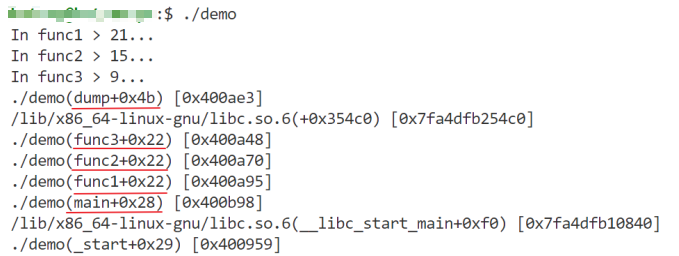 :$ ./demo
In func1 > 21...
In func2 > 15...
In func3 > 9...
./demo(dump+0x4b) [0x400ae3]
/lib/x86_64-linux-gnu/libc.so.6(+0x354c0) [0x7fa4dfb254c0]
./demo(func3+0x22) [0x400a48]
./demo(func2+0x22) [0x400a70]
./demo(func1+0x22) [0x400a95]
./demo(main+0x28) [0x400b98]
/lib/x86_64-linux-gnu/libc.so.6(__libc_start_main+0xf0) [0x7fa4dfb10840]
./demo(_start+0x29) [0x400959]